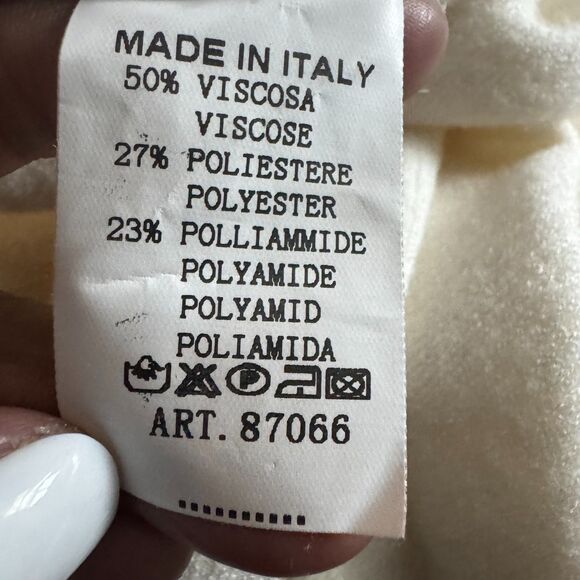 MADE IN ITALY
50% VISCOSA
VISCOSE
27% POLIESTERE
POLYESTER
23% POLLIAMMIDE
POLYAMIDE
POLYAMID
POLIAMIDA
P
ART. 87066